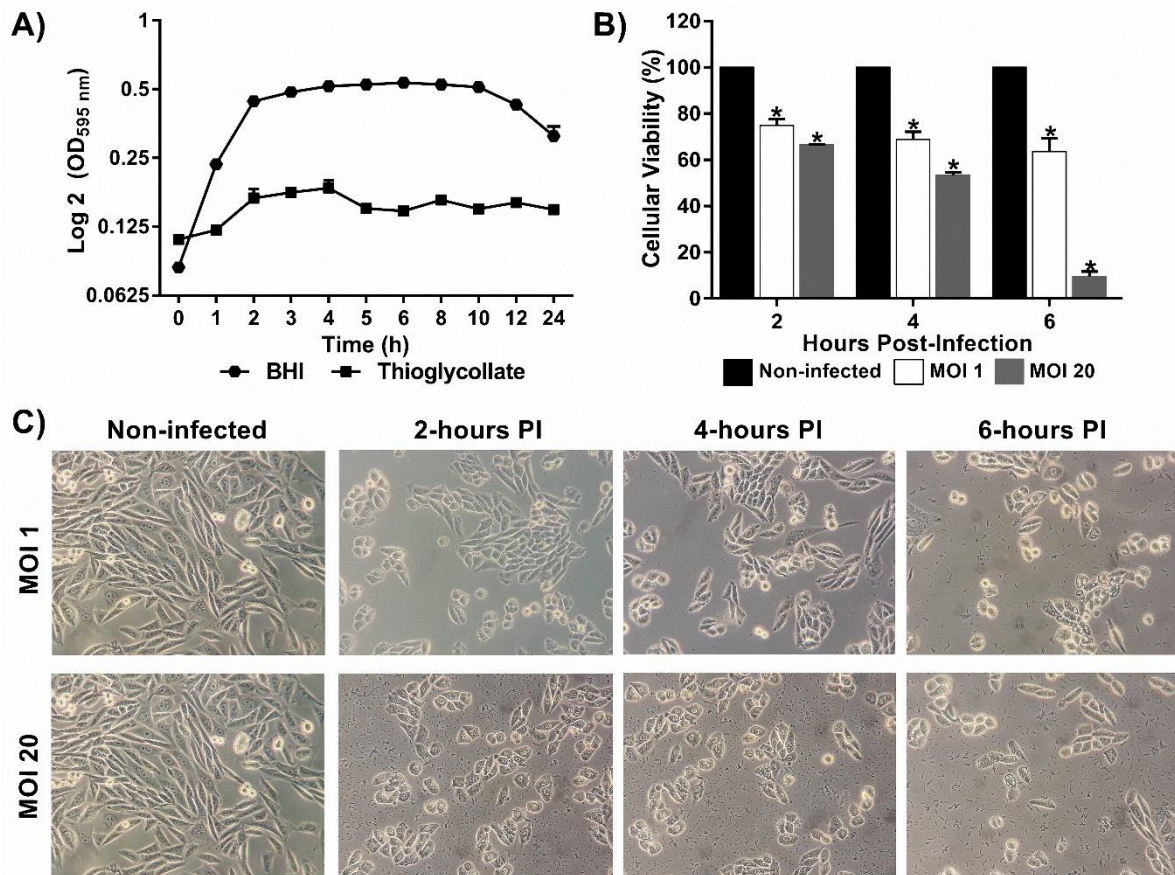 A)
Log 2 (OD595 nm)
1
0.5
0.25
0.125
0.0625
0 1 2 3 4 5 6 8 10 12 24
Time (h)
BHI Thioglycollate
B)
Cellular Viability (%)
120
100
80
60
40
20
0
* * * * * *
2 4 6
Hours Post-Infection
Non-infected MOI 1 MOI 20
C)
Non-infected 2-hours PI 4-hours PI 6-hours PI
MOI 1
MOI 20